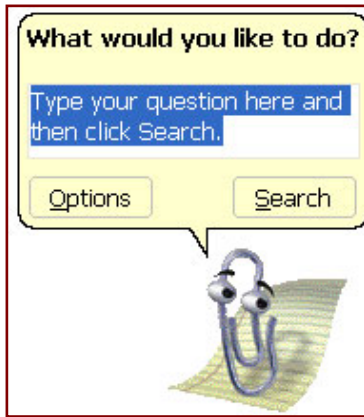 What would you like to do?
Type your question here and
then click Search.
Options
Search